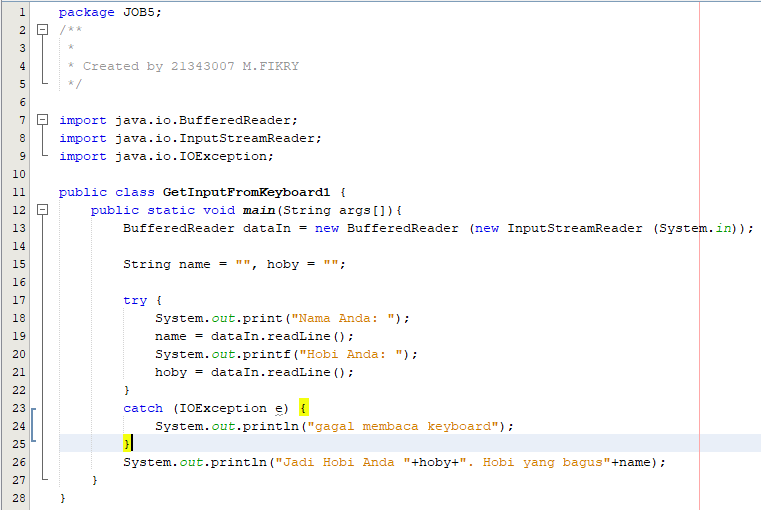 1 package JOB5;
2 /**
3 *
4 * Created by 21343007 M.FIKRY
5 */
6
7 import java.io.BufferedReader;
8 import java.io.InputStreamReader;
9 import java.io.IOException;
10
11 public class GetInputFromKeyboard1 {
12 public static void main(String args[]){
13 BufferedReader dataIn = new BufferedReader (new InputStreamReader (System.in));
14
15 String name = "", hoby = "";
16
17 try {
18 System.out.print("Nama Anda: ");
19 name = dataIn.readLine();
20 System.out.printf("Hobi Anda: ");
21 hoby = dataIn.readLine();
22 }
23 catch (IOException e) {
24 System.out.println("gagal membaca keyboard");
25 }
26 System.out.println("Jadi Hobi Anda "+hoby+". Hobi yang bagus"+name);
27 }
28 }